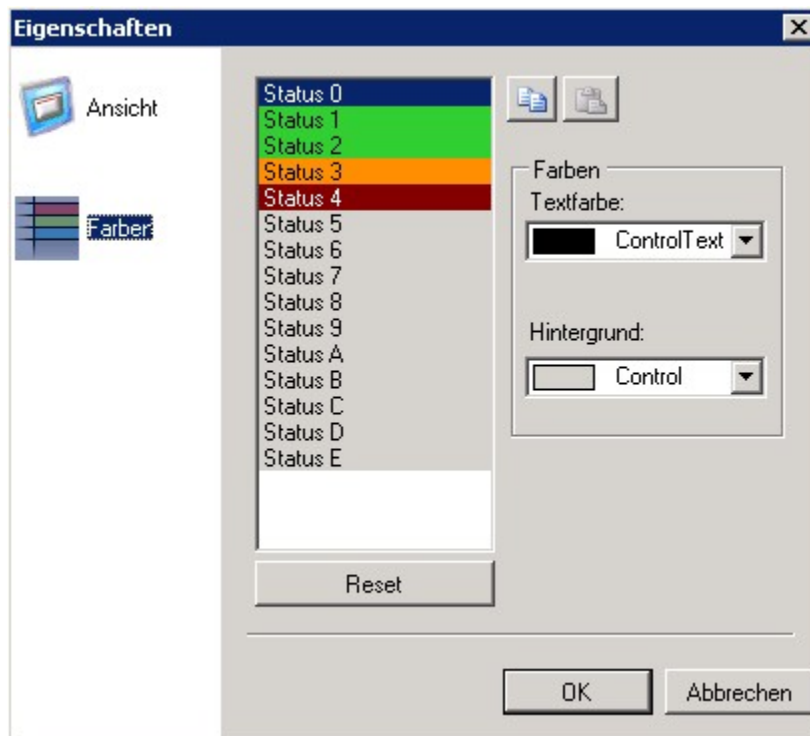 Eigenschaften
Ansicht
Farber
Status 0
Status 1
Status 2
Status 3
Status 4
Status 5
Status 6
Status 7
Status 8
Status 9
Status A
Status B
Status C
Status D
Status E
Reset
Farben
Textfarbe:
ControlText
Hintergrund:
Control
OK
Abbrechen